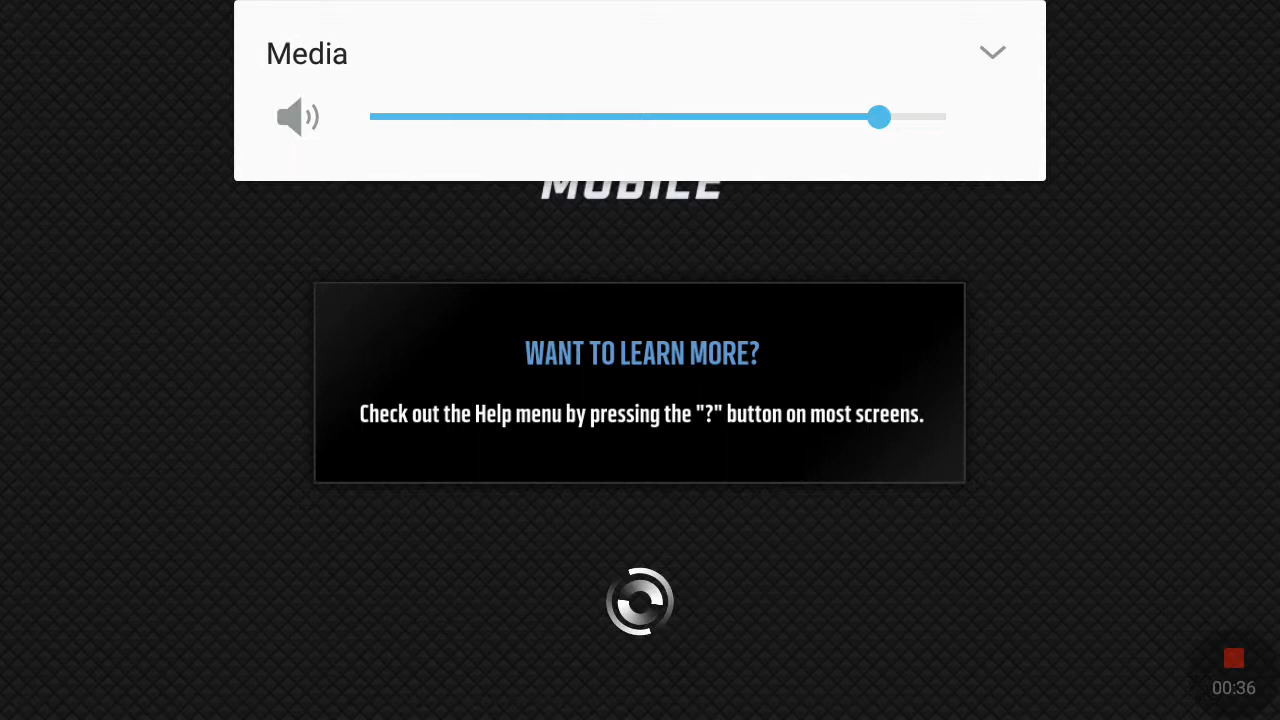 Media
MOBILE
WANT TO LEARN MORE?
Check out the Help menu by pressing the "?" button on most screens.
00:36